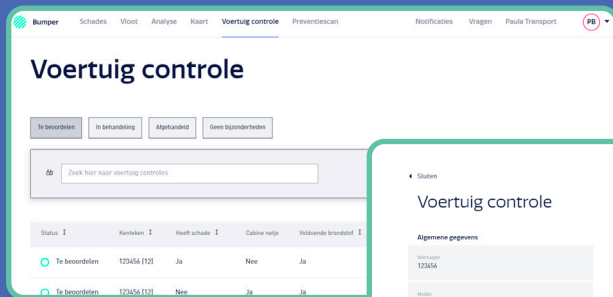 Bumper Schades Vloot Analyse Kaart Voertuig controle Preventiescan Notificaties Vragen Paula Transport PB
Voertuig controle
Te beoordelen In behandeling Afgehandeld Geen bijzonderheden
Ab Zoek hier naar voertuig controles
Status Kenteken Heeft schade Cabine netje Voldoende brandstof
Te beoordelen 123456 [12] Ja Nee Ja
Te beoordelen 123456 [12] Nee Ja Ja
Sluiten
Voertuig controle
Algemene gegevens
Voertuigen
123456
Melder